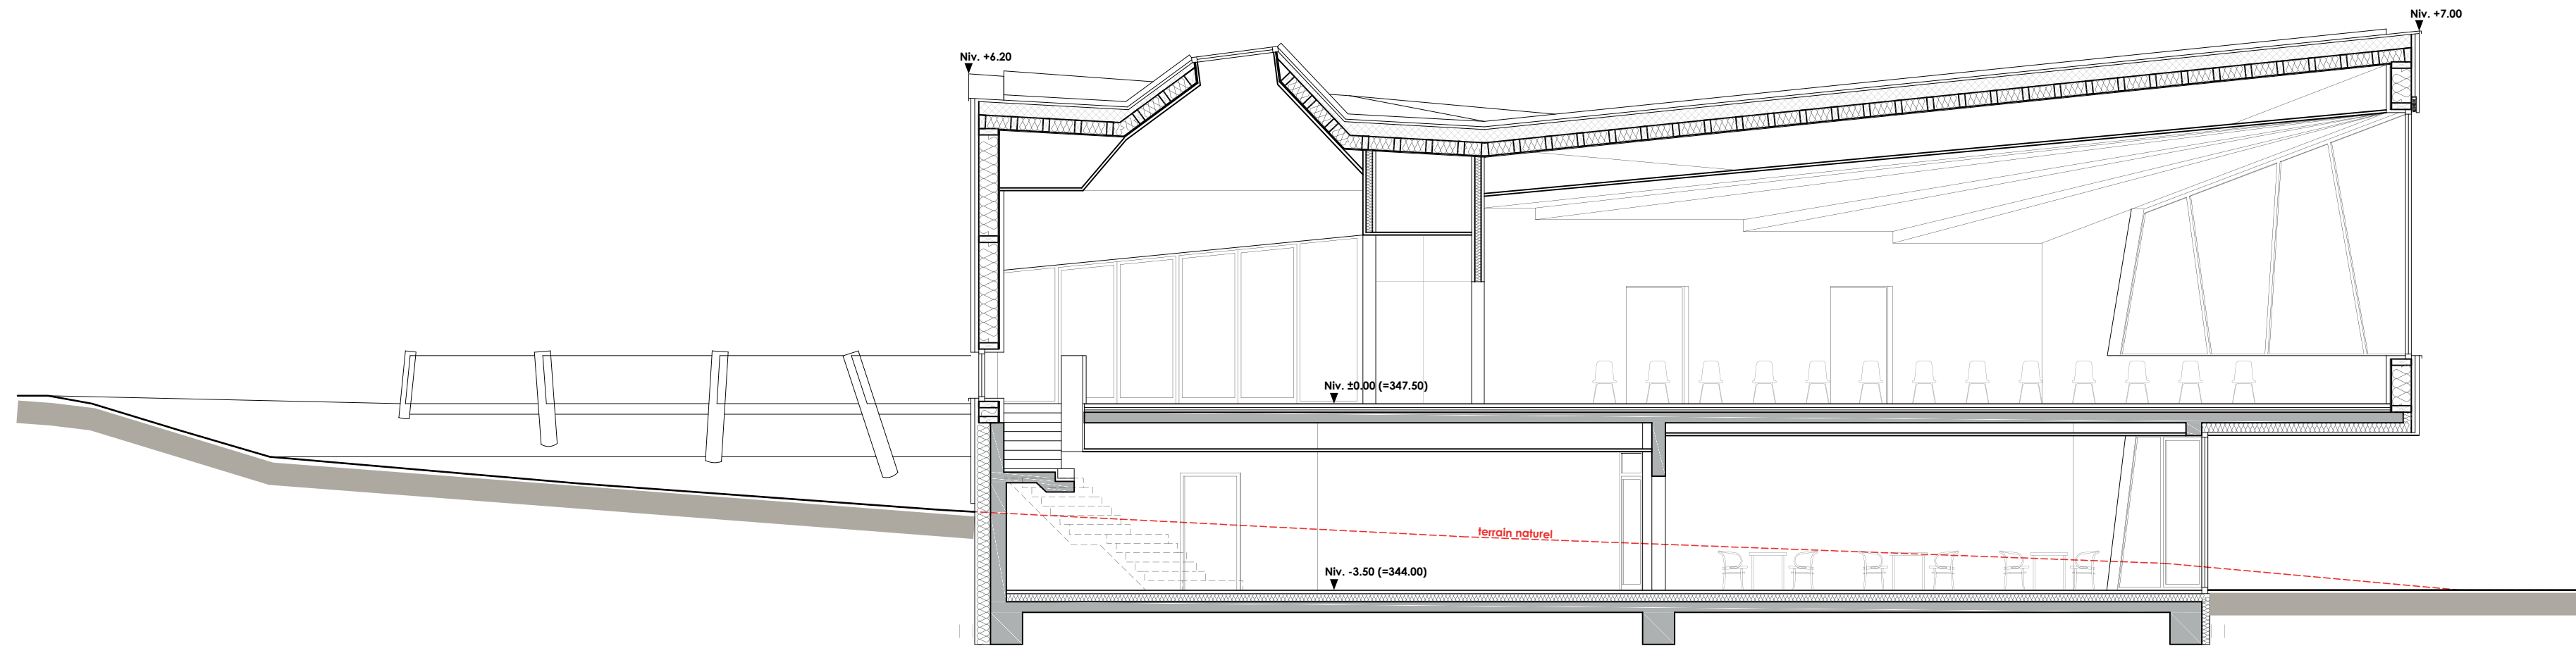 Niv. +7.00
Niv. +6.20
Niv. ±0.00 (=347.50)
terrain naturel
Niv. -3.50 (=344.00)